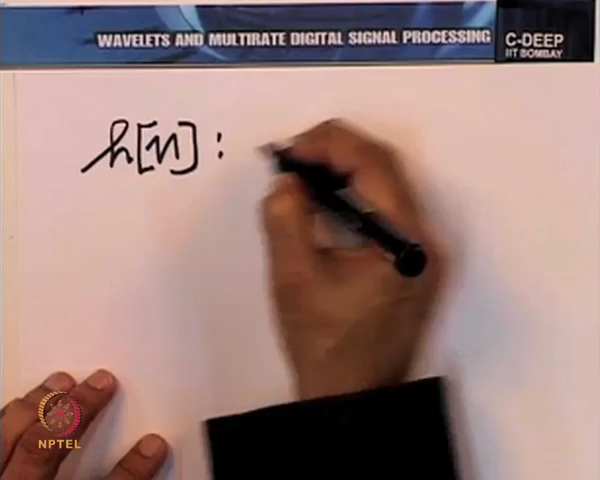 WAVELETS AND MULTIRATE DIGITAL SIGNAL PROCESSING
C-DEEP
IIT BOMBAY
h[n] :
NPTEL